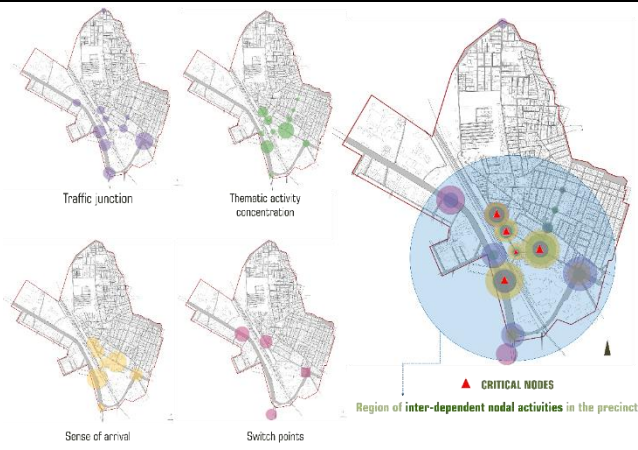 Traffic junction
Thematic activity
concentration
Sense of arrival
Switch points
CRITICAL NODES
Region of inter-dependent nodal activities in the precinct